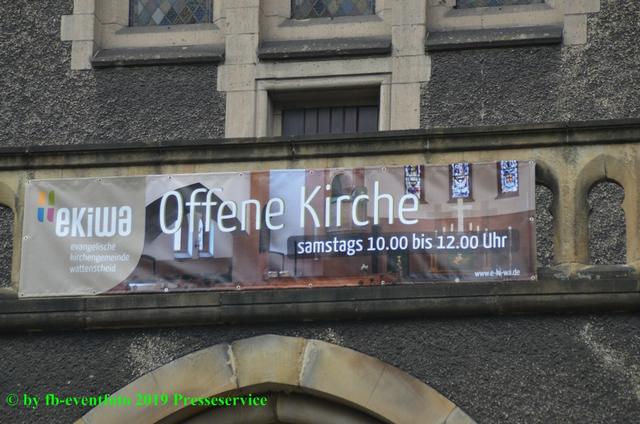 ekiwa
evangelische
kirchengemeinde
wattenscheid
Offene Kirche
samstags 10.00 bis 12.00 Uhr
www.e-ki-wa.de
© by fb-eventfoto 2019 Presseservice